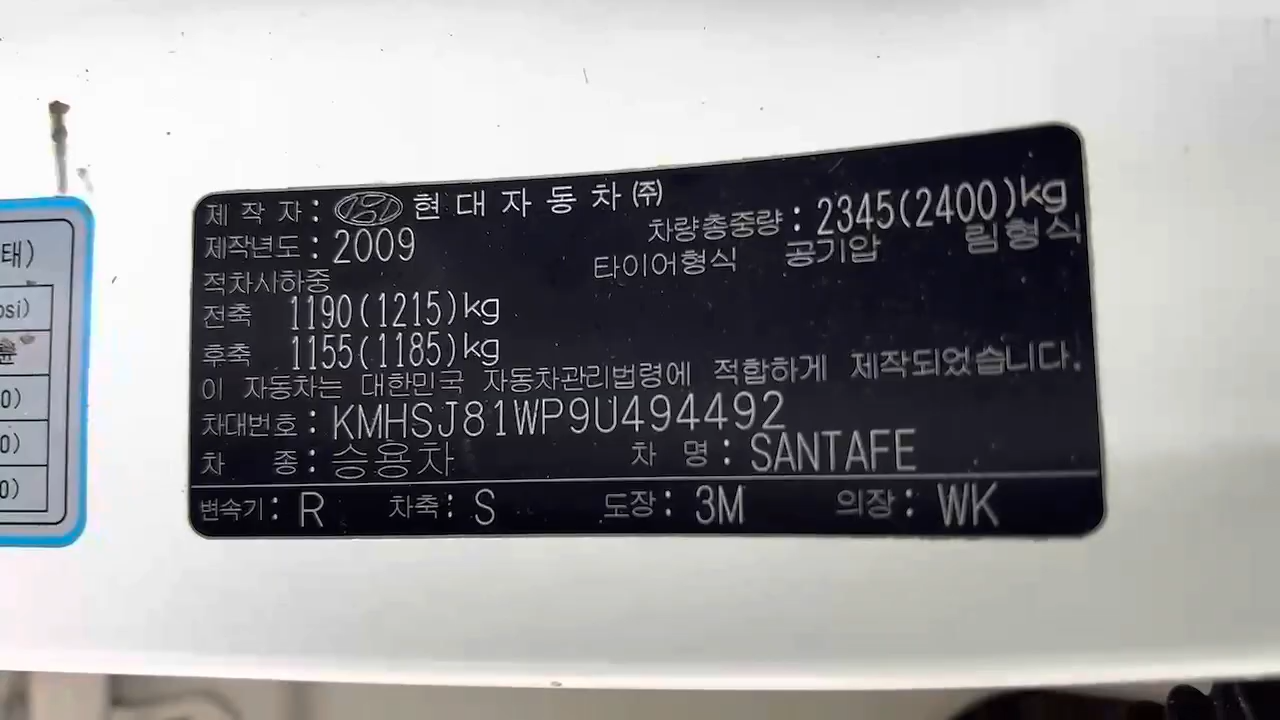 제 작 자 : 현 대 자 동 차 ㈜
제작년도 : 2009 차량총중량 : 2345(2400)kg
적차사하중 타이어형식 공기압 림형식
전축 1190(1215)kg
후축 1155(1185)kg
이 자동차는 대한민국 자동차관리법령에 적합하게 제작되었습니다.
차대번호 : KMHSJ81WP9U494492
차 종 : 승용차 차 명 : SANTAFE
변속기 : R 차축 : S 도장 : 3M 의장 : WK
태)
psi)
0)
0)
0)